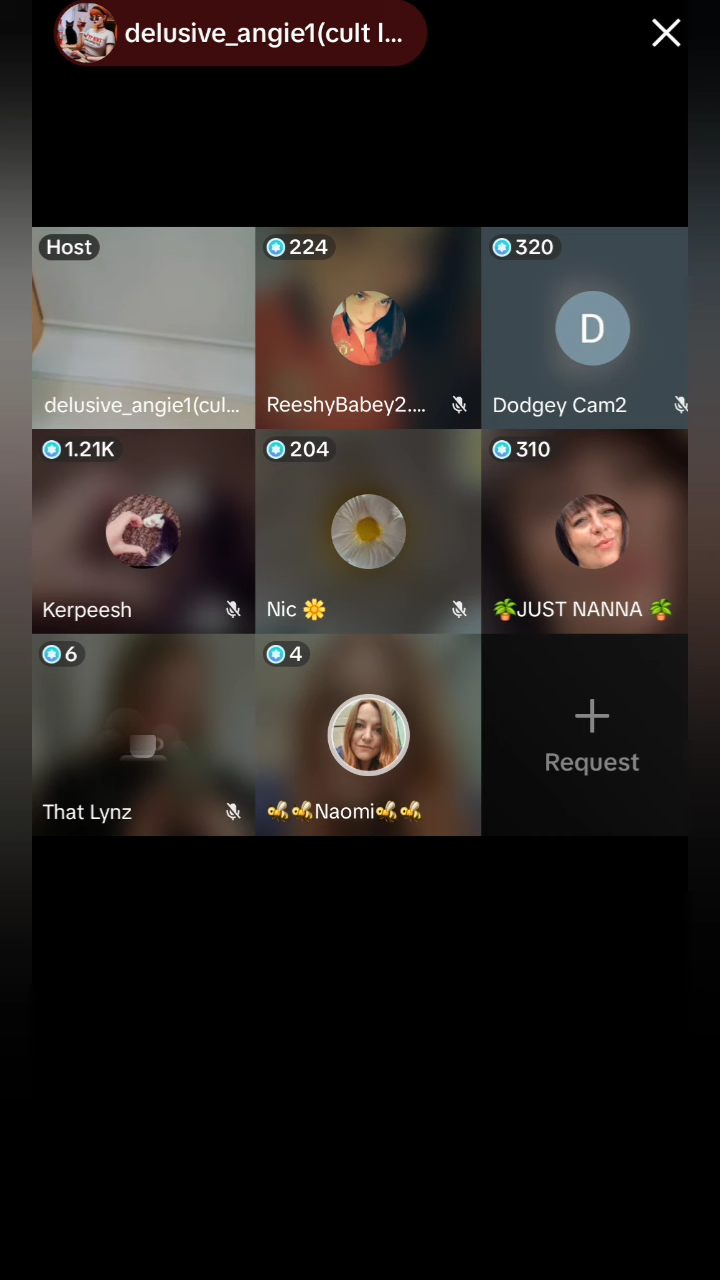 delusive_angie1(cult l...
Host
224
320
delusive_angie1(cul...
ReeshyBabey2....
Dodgey Cam2
D
1.21K
204
310
Kerpeesh
Nic 🌼
🪴JUST NANNA 🪴
6
4
That Lynz
🐝🐝Naomi🐝🐝
Request